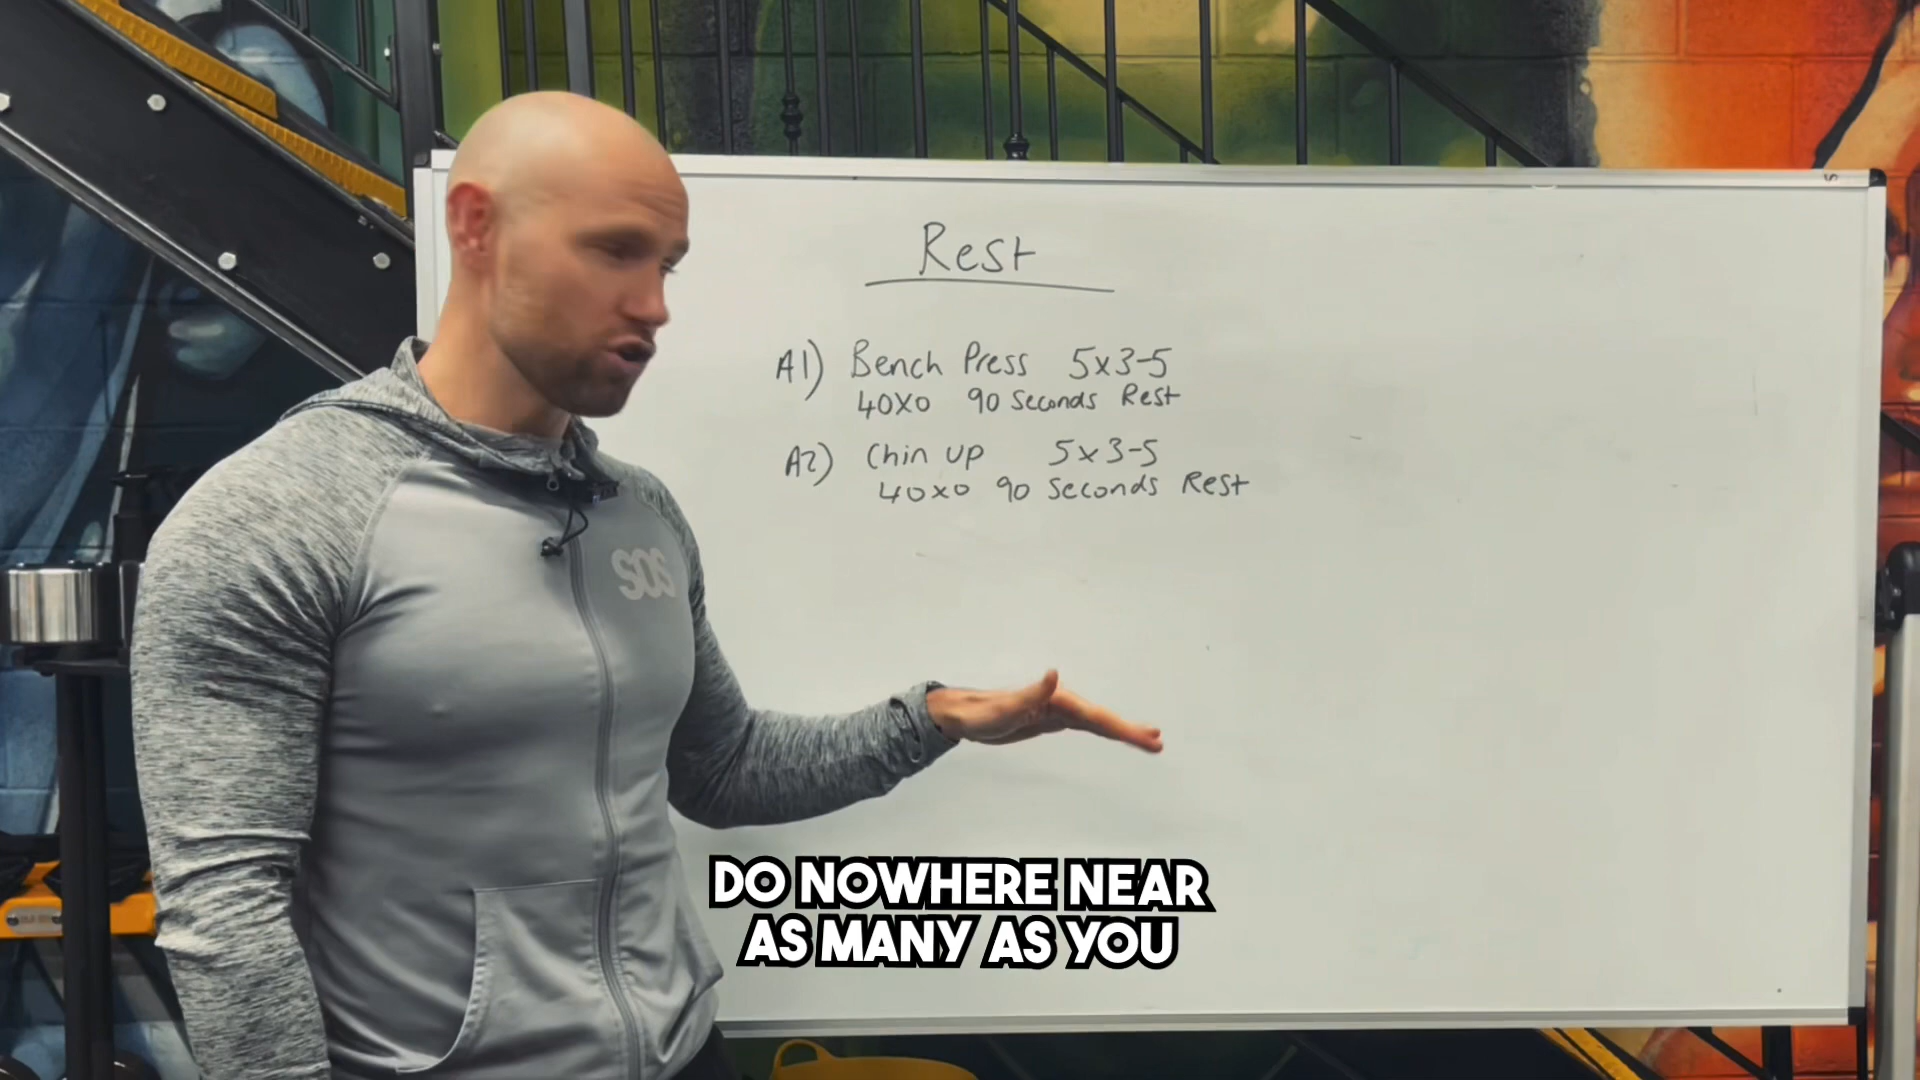 Rest
A1) Bench Press 5x3-5
40X0 90 Seconds Rest
A2) Chin up 5x3-5
40x0 90 Seconds Rest
SOS
DO NOWHERE NEAR
AS MANY AS YOU